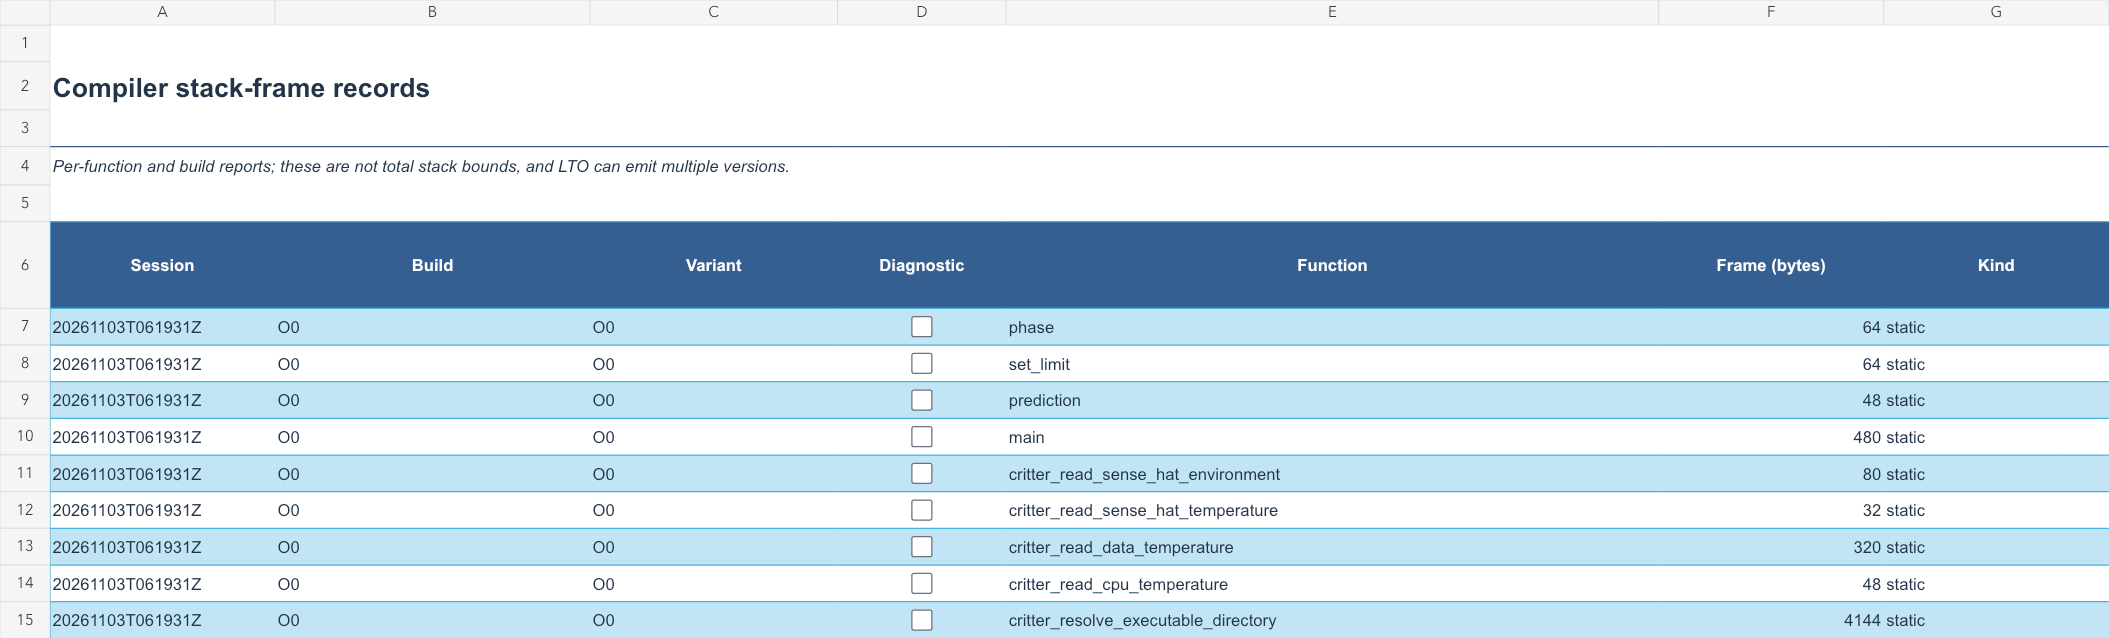 A B C D E F G
1
2 Compiler stack-frame records
3
4 Per-function and build reports; these are not total stack bounds, and LTO can emit multiple versions.
5
6 Session Build Variant Diagnostic Function Frame (bytes) Kind
7 20261103T061931Z O0 O0 phase 64 static
8 20261103T061931Z O0 O0 set_limit 64 static
9 20261103T061931Z O0 O0 prediction 48 static
10 20261103T061931Z O0 O0 main 480 static
11 20261103T061931Z O0 O0 critter_read_sense_hat_environment 80 static
12 20261103T061931Z O0 O0 critter_read_sense_hat_temperature 32 static
13 20261103T061931Z O0 O0 critter_read_data_temperature 320 static
14 20261103T061931Z O0 O0 critter_read_cpu_temperature 48 static
15 20261103T061931Z O0 O0 critter_resolve_executable_directory 4144 static